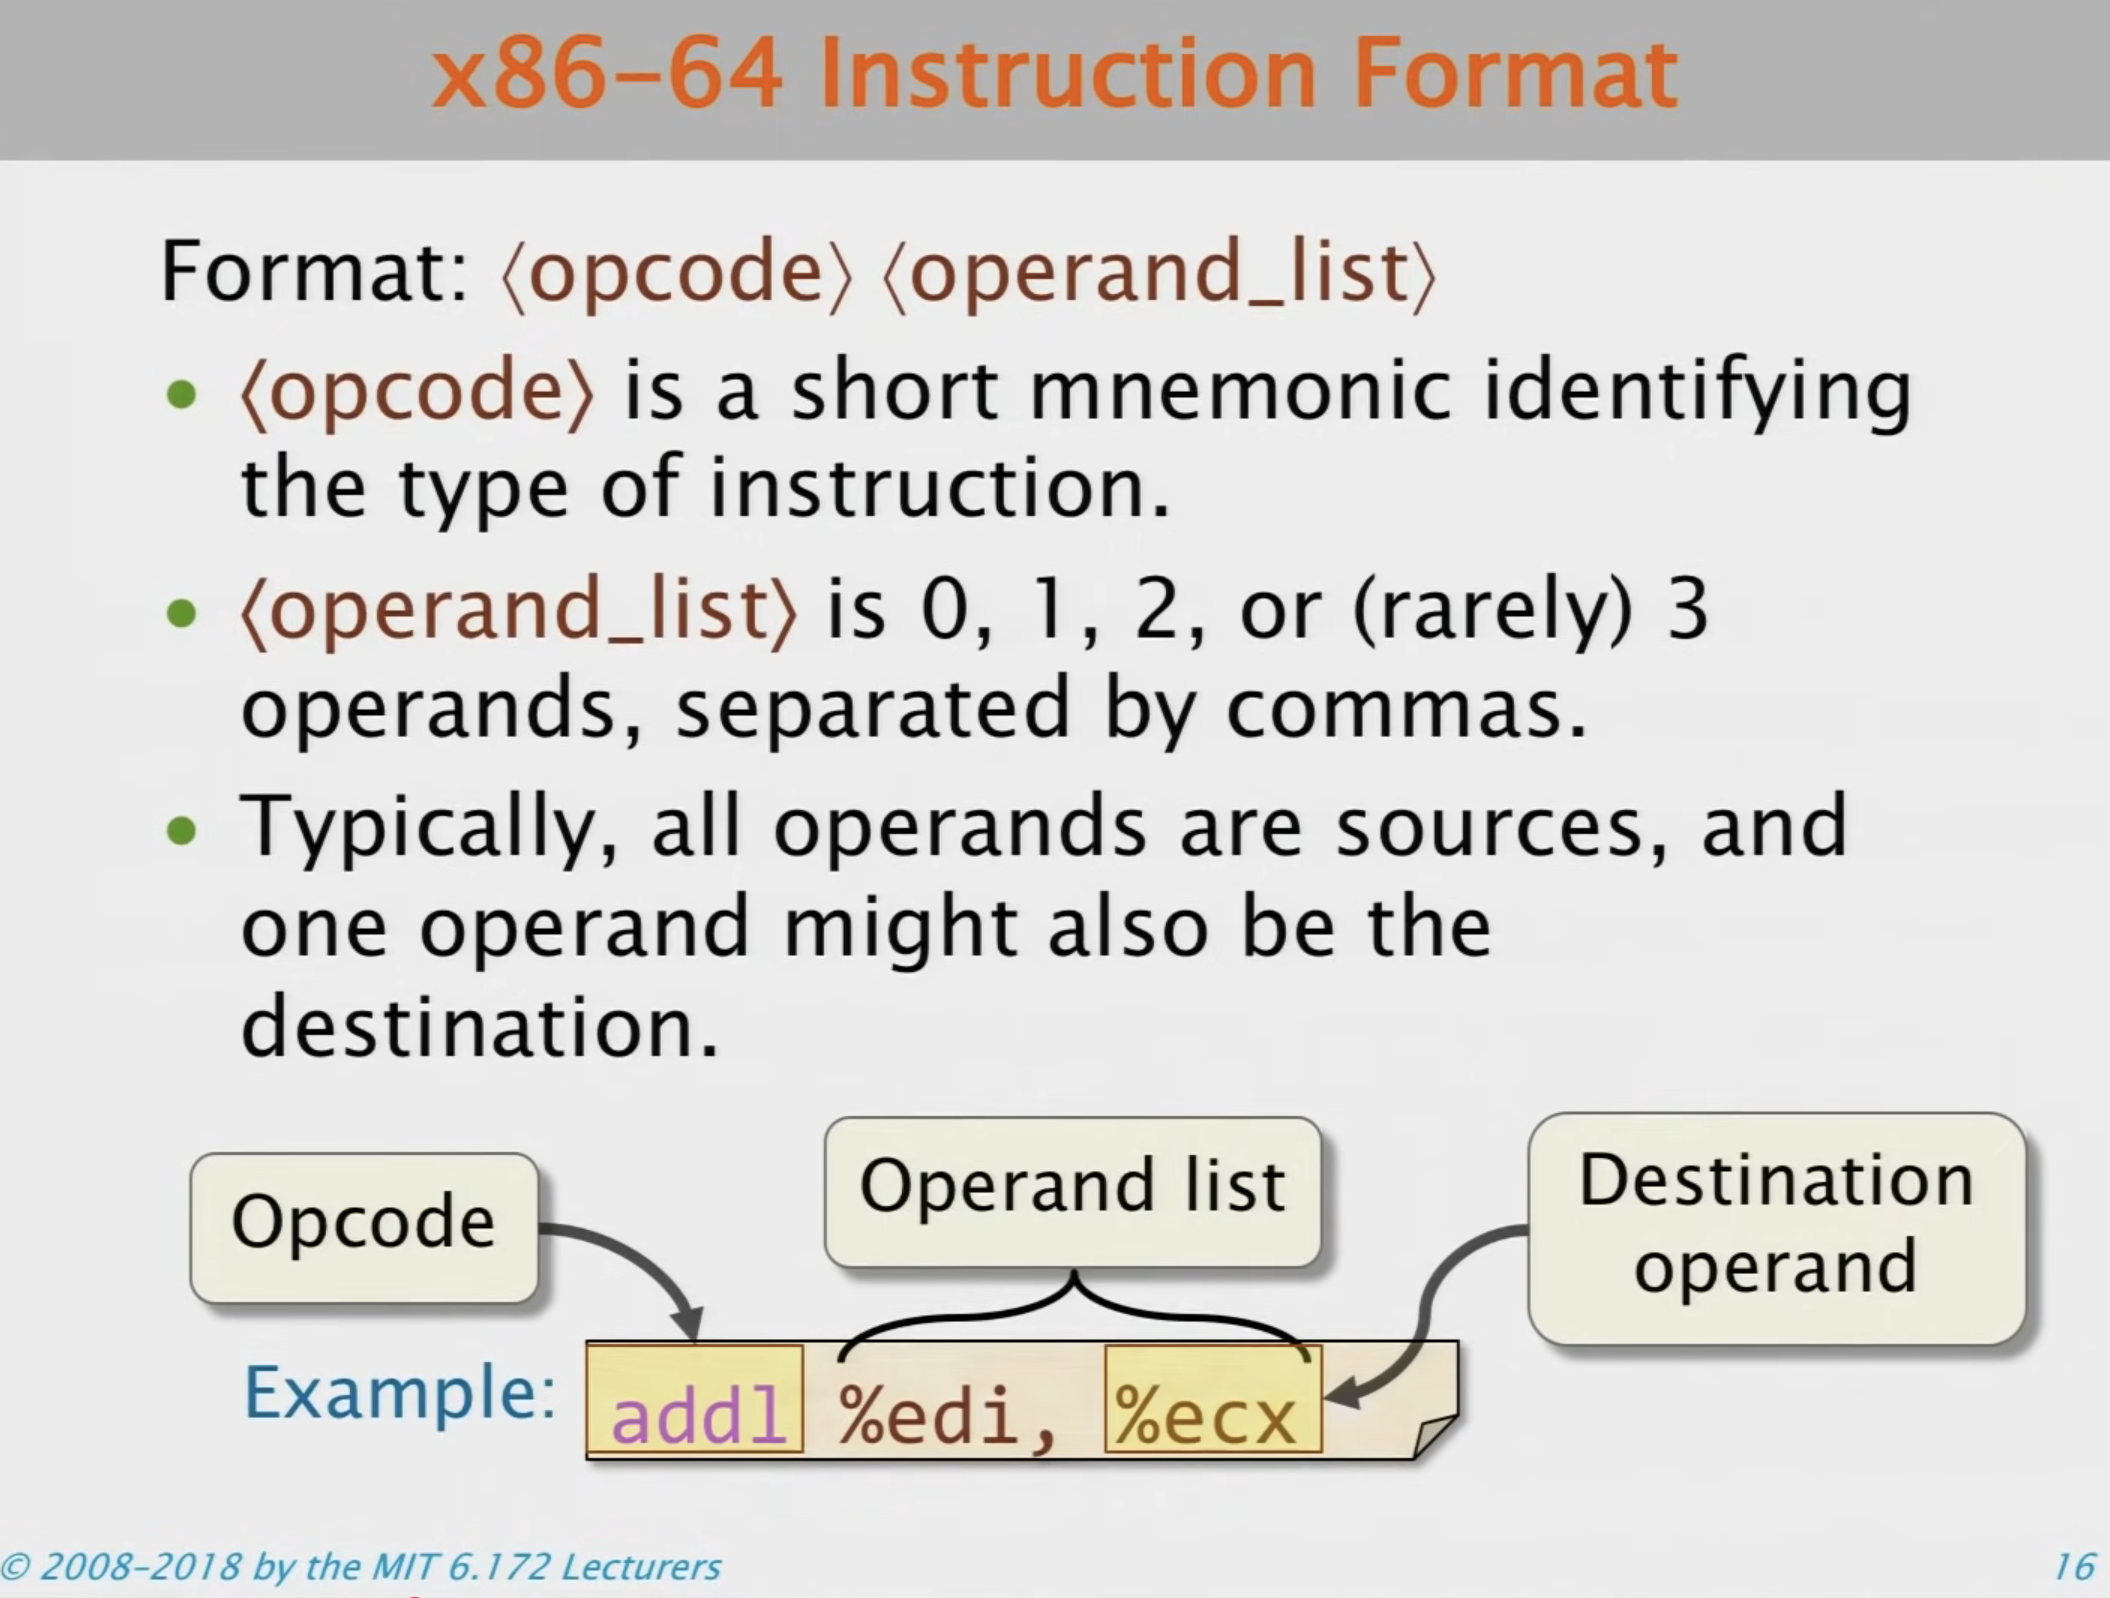 x86-64 Instruction Format
Format: ⟨opcode⟩ ⟨operand_list⟩
• ⟨opcode⟩ is a short mnemonic identifying
the type of instruction.
• ⟨operand_list⟩ is 0, 1, 2, or (rarely) 3
operands, separated by commas.
• Typically, all operands are sources, and
one operand might also be the
destination.
Opcode
Operand list
Destination
operand
Example: addl %edi, %ecx
© 2008-2018 by the MIT 6.172 Lecturers
16